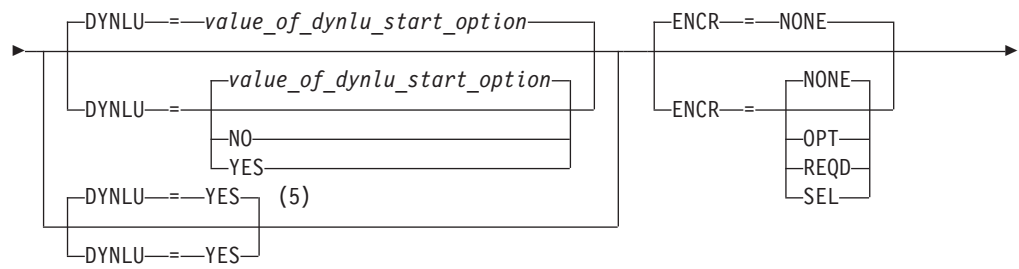 DYNLU = value_of_dynlu_start_option ENCR = NONE
value_of_dynlu_start_option NONE
DYNLU = ENCR =
NO OPT
YES REQD
DYNLU = YES (5) SEL
DYNLU = YES